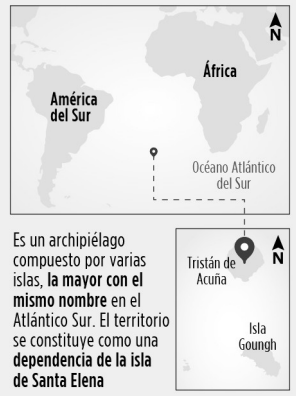 N
África
América
del Sur
Océano Atlántico
del Sur
Es un archipiélago
compuesto por varias
islas, la mayor con el
mismo nombre en el
Atlántico Sur. El territorio
se constituye como una
dependencia de la isla
de Santa Elena
N
Tristán de
Acuña
Isla
Goungh